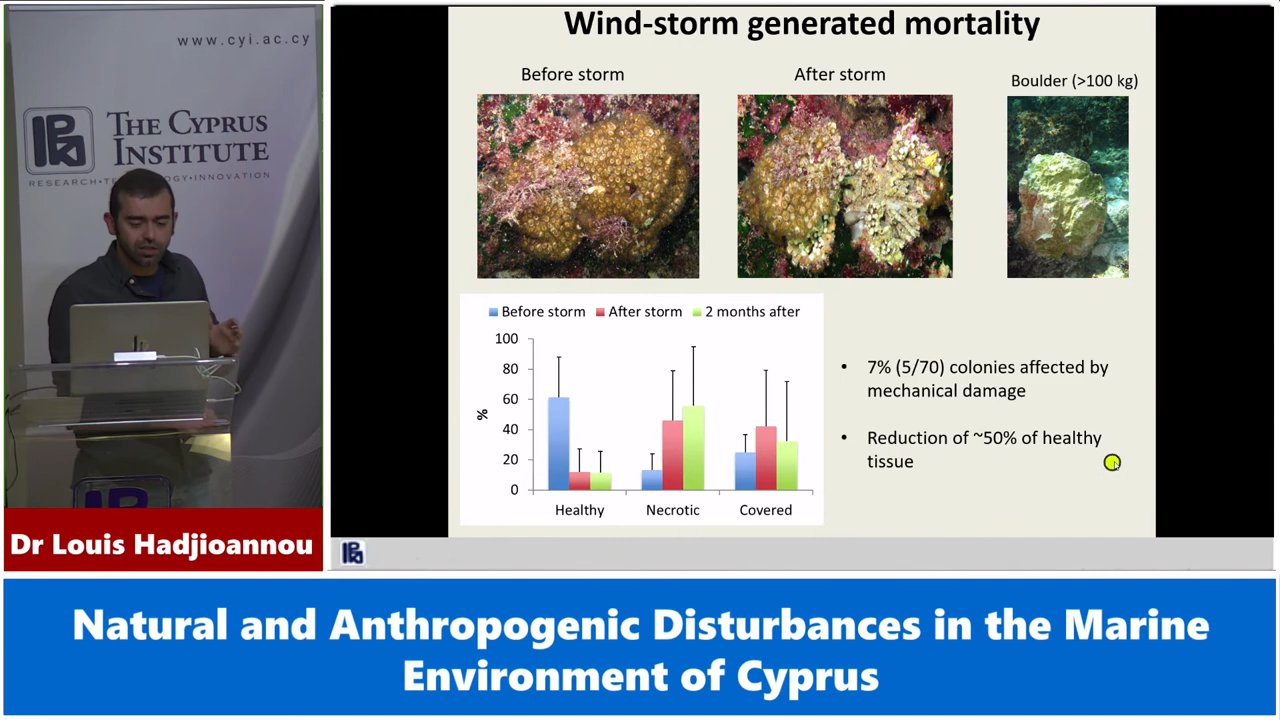 www.cyi.ac.cy
THE CYPRUS
INSTITUTE
RESEARCH•TECHNOLOGY•INNOVATION
Dr Louis Hadjioannou
Wind-storm generated mortality
Before storm
After storm
Boulder (>100 kg)
Before storm After storm 2 months after
100
80
60
40
20
0
%
Healthy Necrotic Covered
• 7% (5/70) colonies affected by
mechanical damage
• Reduction of ~50% of healthy
tissue
Natural and Anthropogenic Disturbances in the Marine
Environment of Cyprus